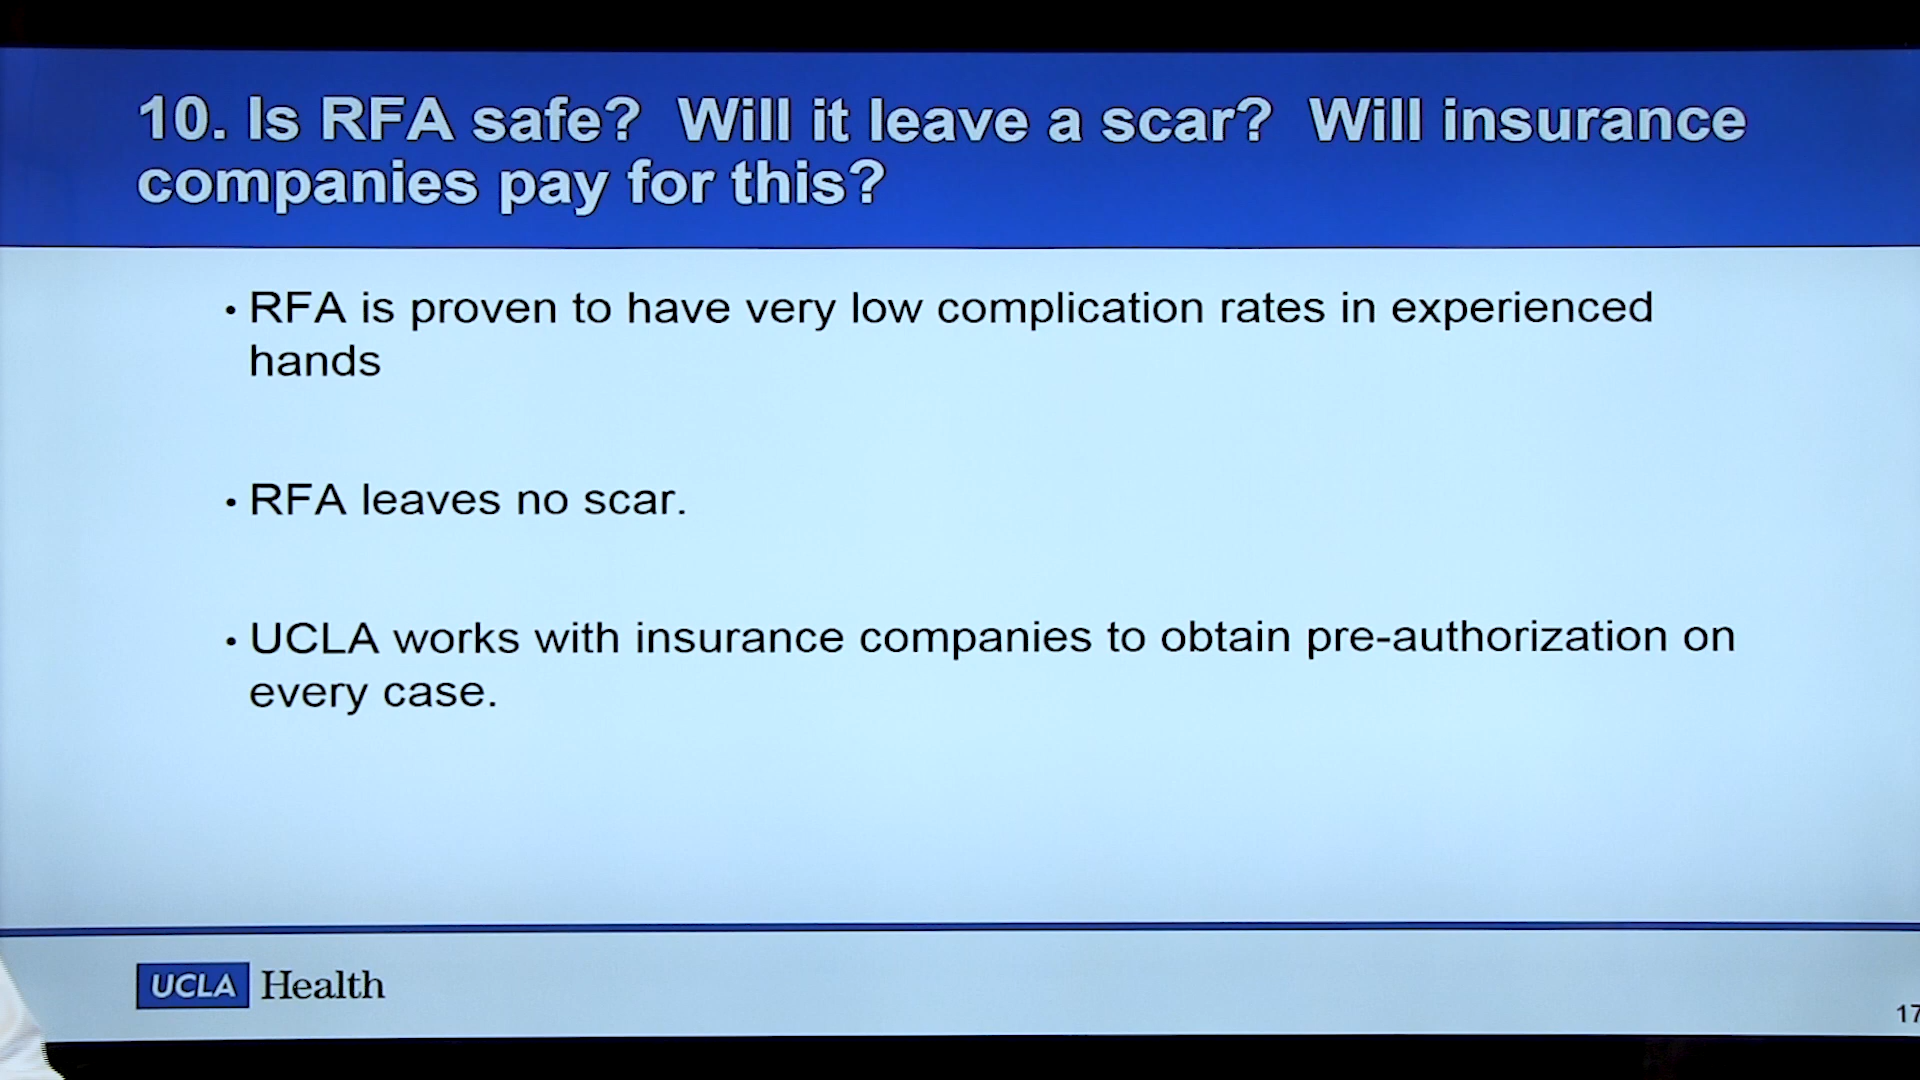 10. Is RFA safe? Will it leave a scar? Will insurance
companies pay for this?
• RFA is proven to have very low complication rates in experienced
hands
• RFA leaves no scar.
• UCLA works with insurance companies to obtain pre-authorization on
every case.
UCLA Health
17